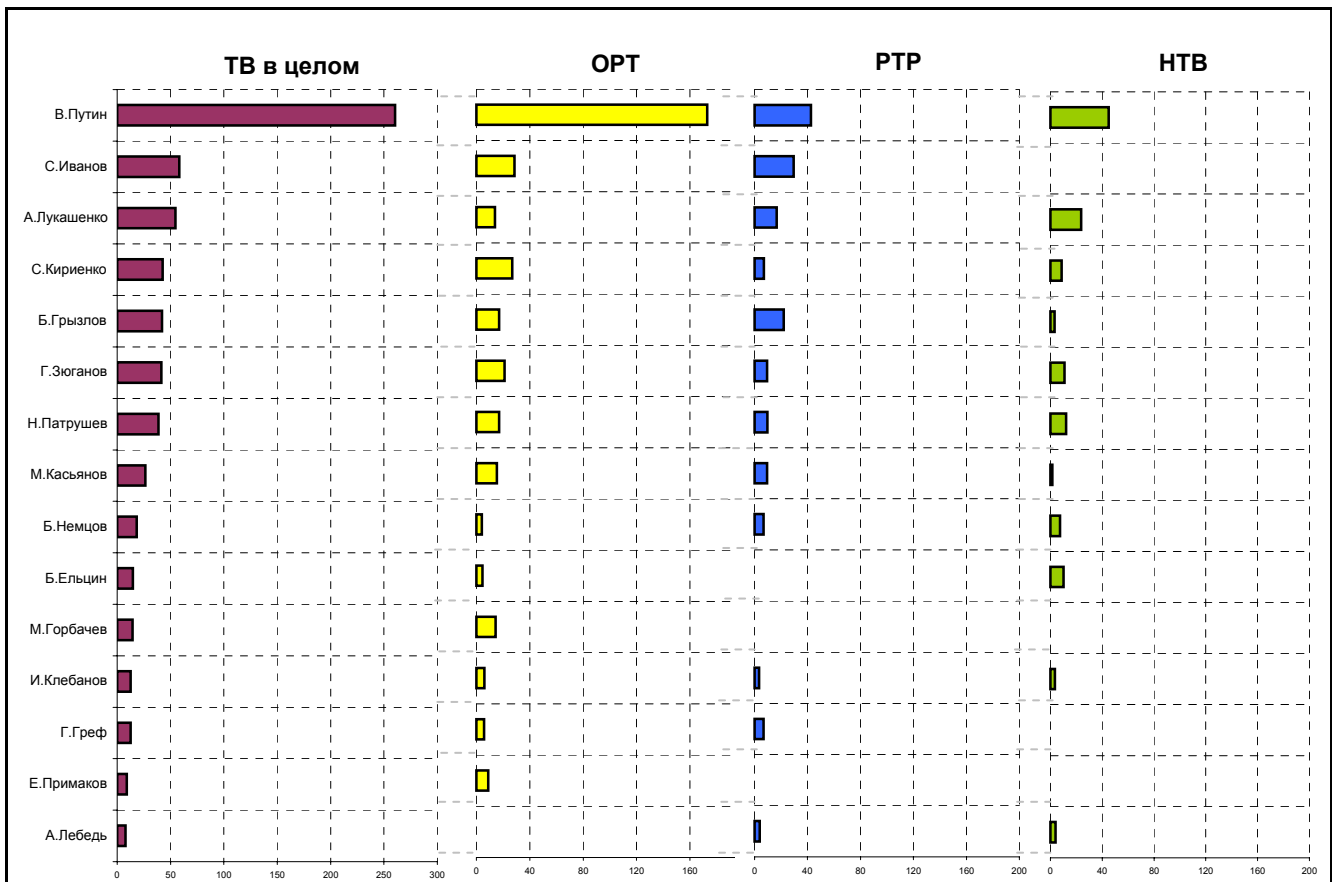 ТВ в целом
ОРТ
РТР
НТВ
В.Путин
С.Иванов
А.Лукашенко
С.Кириенко
Б.Грызлов
Г.Зюганов
Н.Патрушев
М.Касьянов
Б.Немцов
Б.Ельцин
М.Горбачев
И.Клебанов
Г.Греф
Е.Примаков
А.Лебедь
0 50 100 150 200 250 300
0 40 80 120 160
0 40 80 120 160 200
0 40 80 120 160 200